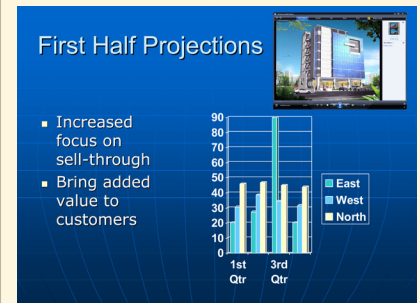 First Half Projections
Increased
focus on
sell-through
Bring added
value to
customers
90
80
70
60
50
40
30
20
10
0
1st 3rd
Qtr Qtr
East
West
North